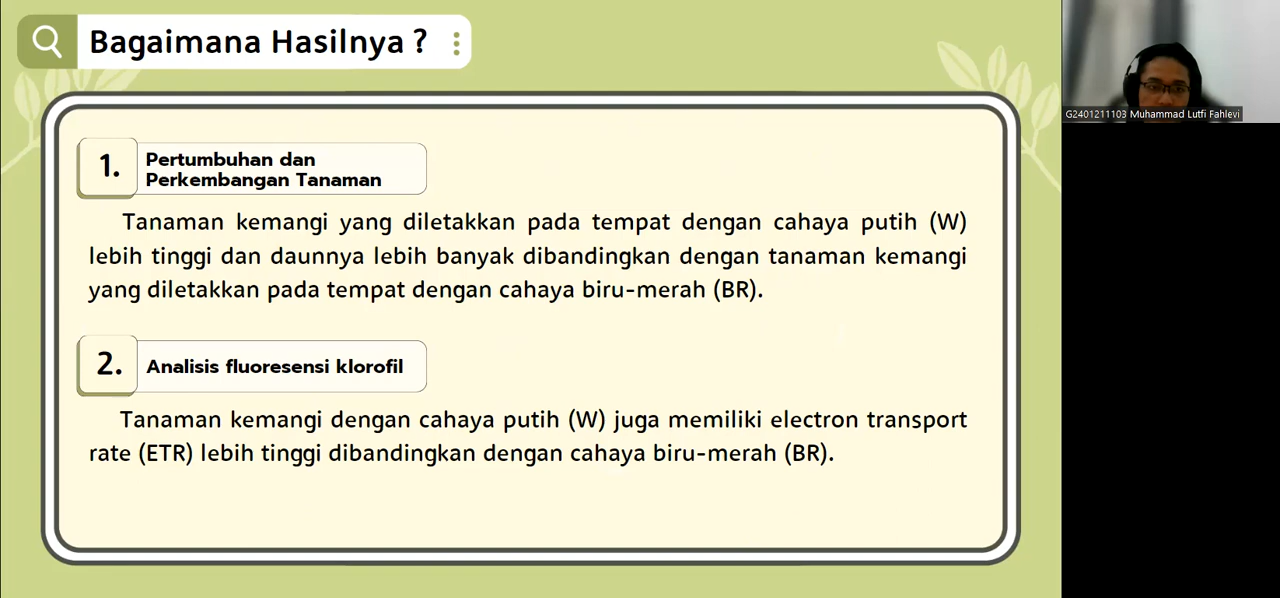 Bagaimana Hasilnya ?
G2401211103 Muhammad Lutfi Fahlevi
1.
Pertumbuhan dan
Perkembangan Tanaman
Tanaman kemangi yang diletakkan pada tempat dengan cahaya putih (W)
lebih tinggi dan daunnya lebih banyak dibandingkan dengan tanaman kemangi
yang diletakkan pada tempat dengan cahaya biru-merah (BR).
2.
Analisis fluoresensi klorofil
Tanaman kemangi dengan cahaya putih (W) juga memiliki electron transport
rate (ETR) lebih tinggi dibandingkan dengan cahaya biru-merah (BR).